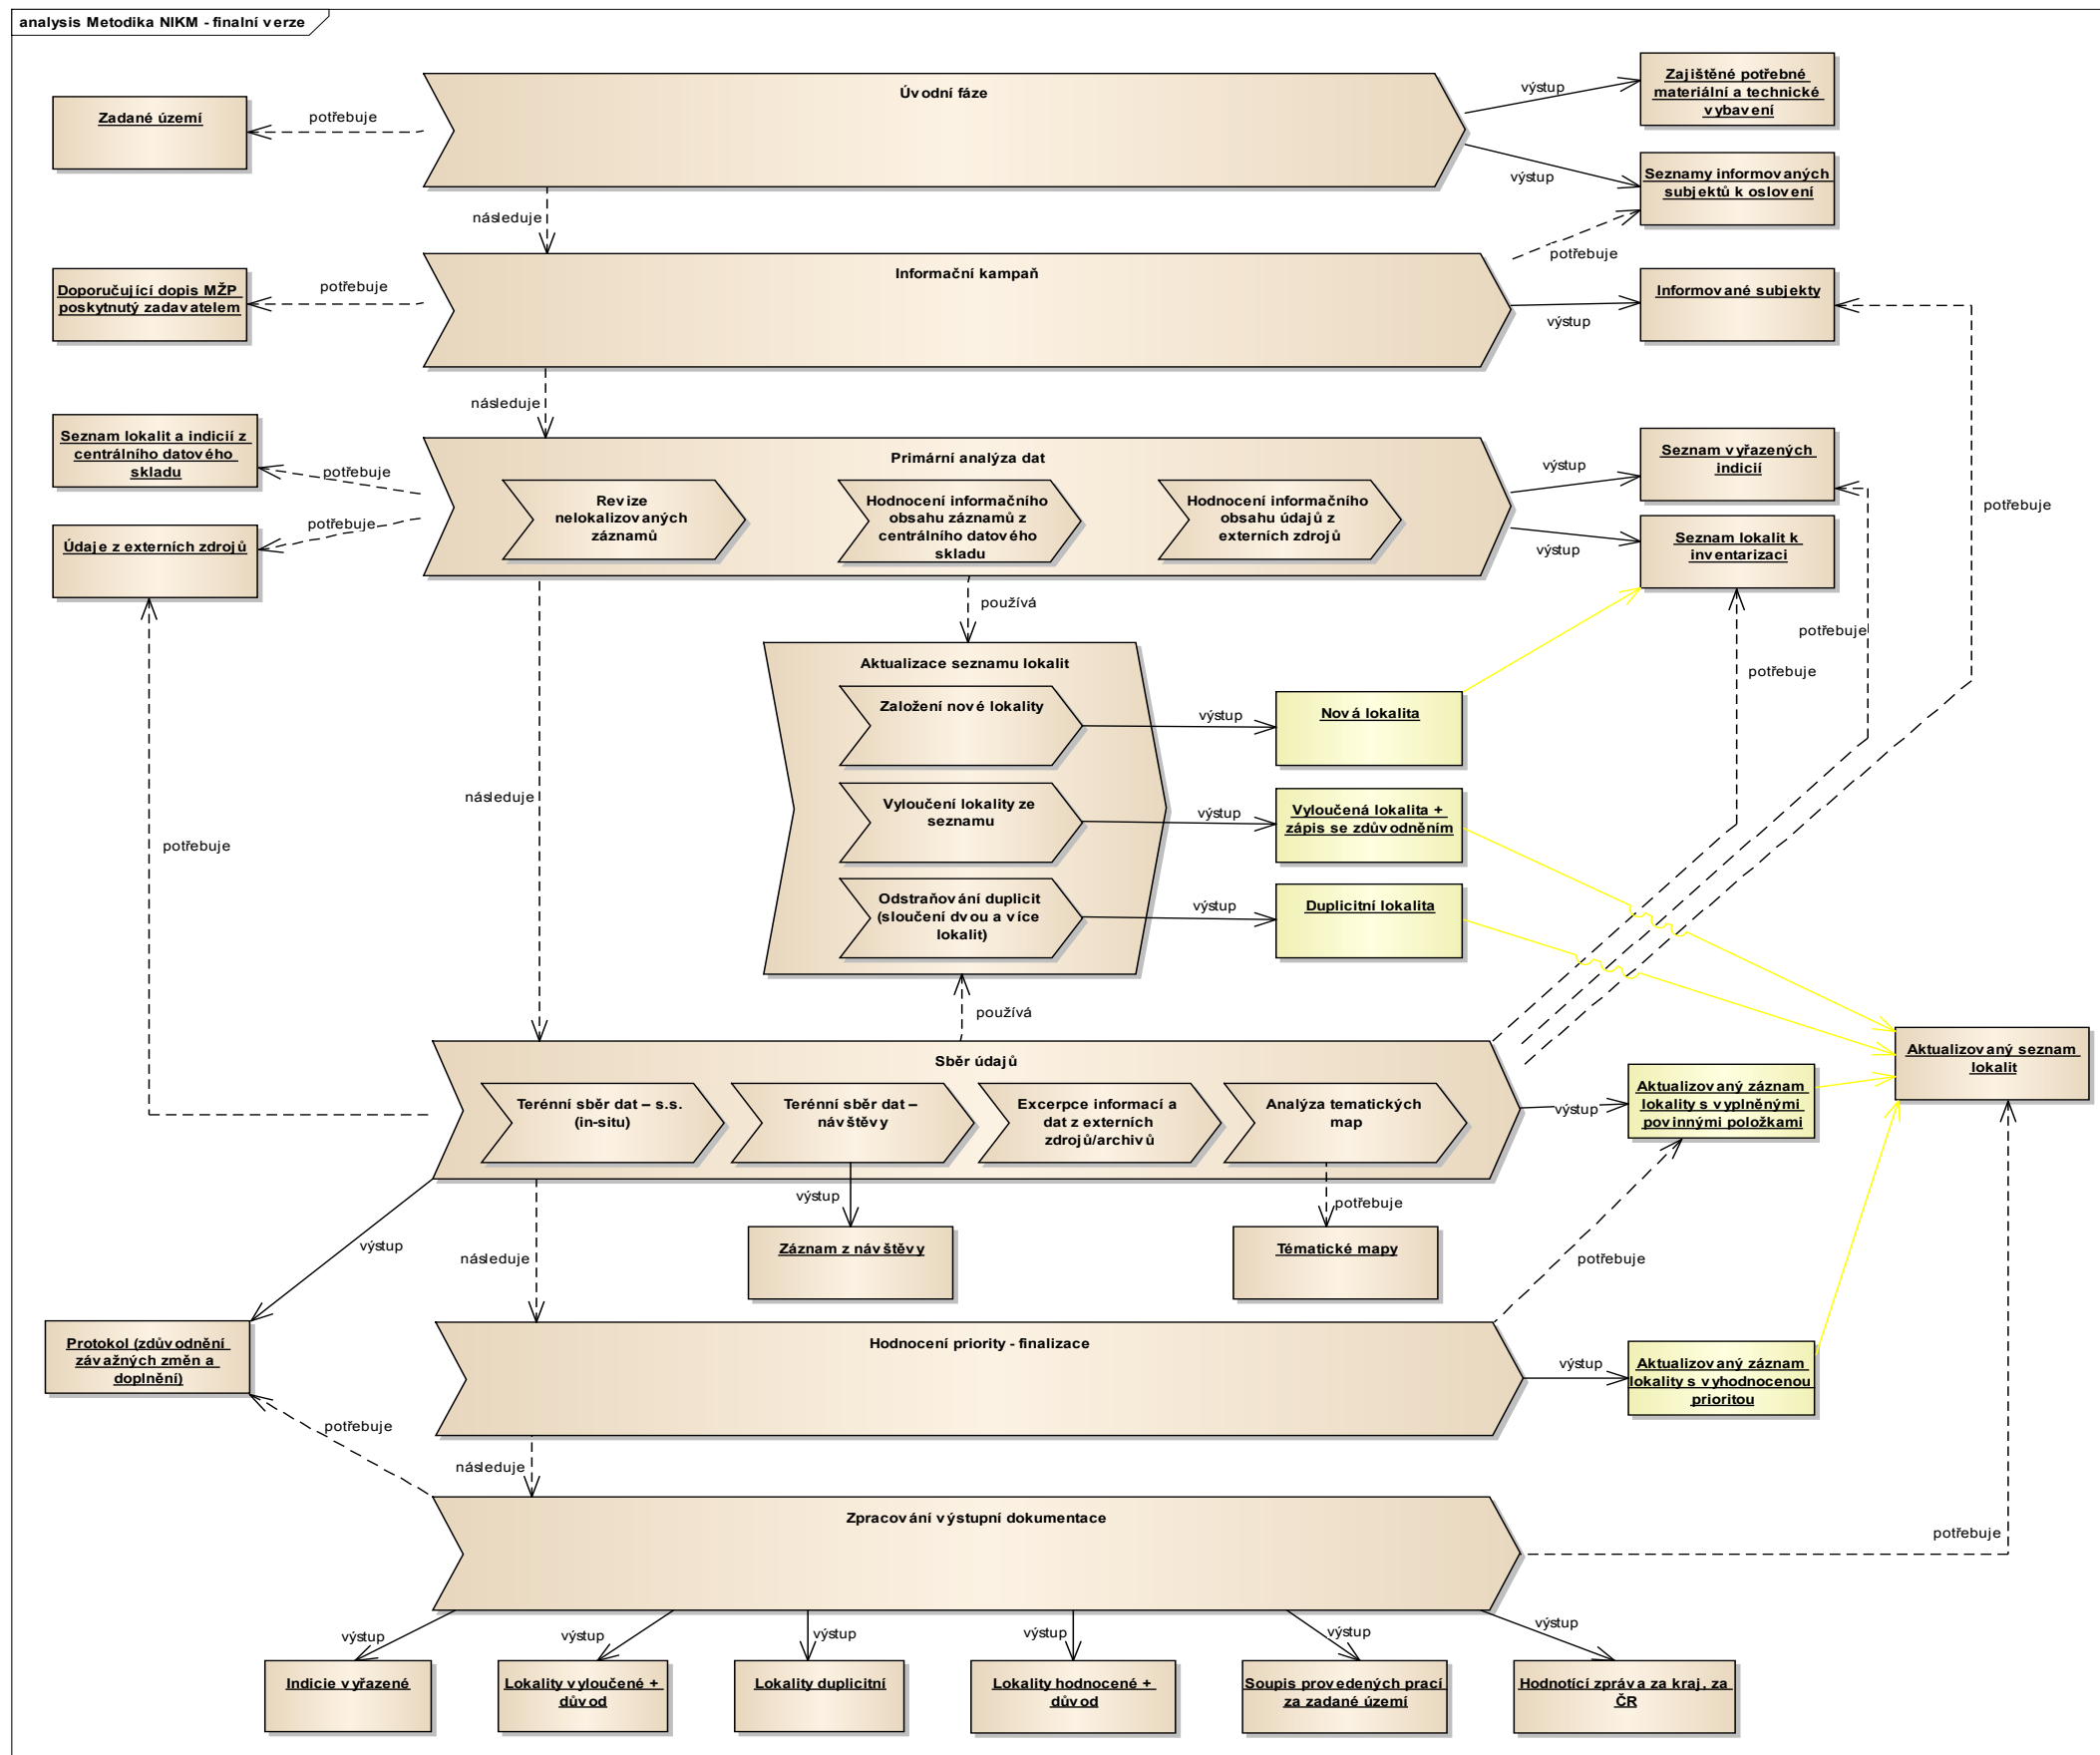 analysis Metodika NIKM - finalní verze
Úvodní fáze
Zadané území
potřebuje
výstup
Zajištěné potřebné
materiální a technické
vybavení
výstup
Seznamy informovaných
subjektů k oslovení
následuje
potřebuje
Informační kampaň
Doporučující dopis MŽP
poskytnutý zadavatelem
potřebuje
výstup
Informované subjekty
následuje
Seznam lokalit a indicií z
centrálního datového
skladu
potřebuje
Primární analýza dat
Revize
nelokalizovaných
záznamů
Hodnocení informačního
obsahu záznamů z
centrálního datového
skladu
Hodnocení informačního
obsahu údajů z
externích zdrojů
výstup
Seznam vyřazených
indicií
potřebuje
potřebuje
Údaje z externích zdrojů
výstup
Seznam lokalit k
inventarizaci
používá
potřebuje
potřebuje
Aktualizace seznamu lokalit
Založení nové lokality
výstup
Nová lokalita
následuje
Vyloučení lokality ze
seznamu
výstup
Vyloučená lokalita +
zápis se zdůvodněním
potřebuje
Odstraňování duplicit
(sloučení dvou a více
lokalit)
výstup
Duplicitní lokalita
používá
Sběr údajů
Terénní sběr dat – s.s.
(in-situ)
Terénní sběr dat –
návštěvy
Excerpce informací a
dat z externích
zdrojů/archivů
Analýza tematických
map
výstup
Aktualizovaný záznam
lokality s vyplněnými
povinnými položkami
Aktualizovaný seznam
lokalit
výstup
následuje
výstup
Záznam z návštěvy
potřebuje
Tématické mapy
potřebuje
Protokol (zdůvodnění
závažných změn a
doplnění)
Hodnocení priority - finalizace
výstup
Aktualizovaný záznam
lokality s vyhodnocenou
prioritou
potřebuje
následuje
Zpracování výstupní dokumentace
potřebuje
výstup
výstup
výstup
výstup
výstup
výstup
Indicie vyřazené
Lokality vyloučené +
důvod
Lokality duplicitní
Lokality hodnocené +
důvod
Soupis provedených prací
za zadané území
Hodnotící zpráva za kraj, za
ČR